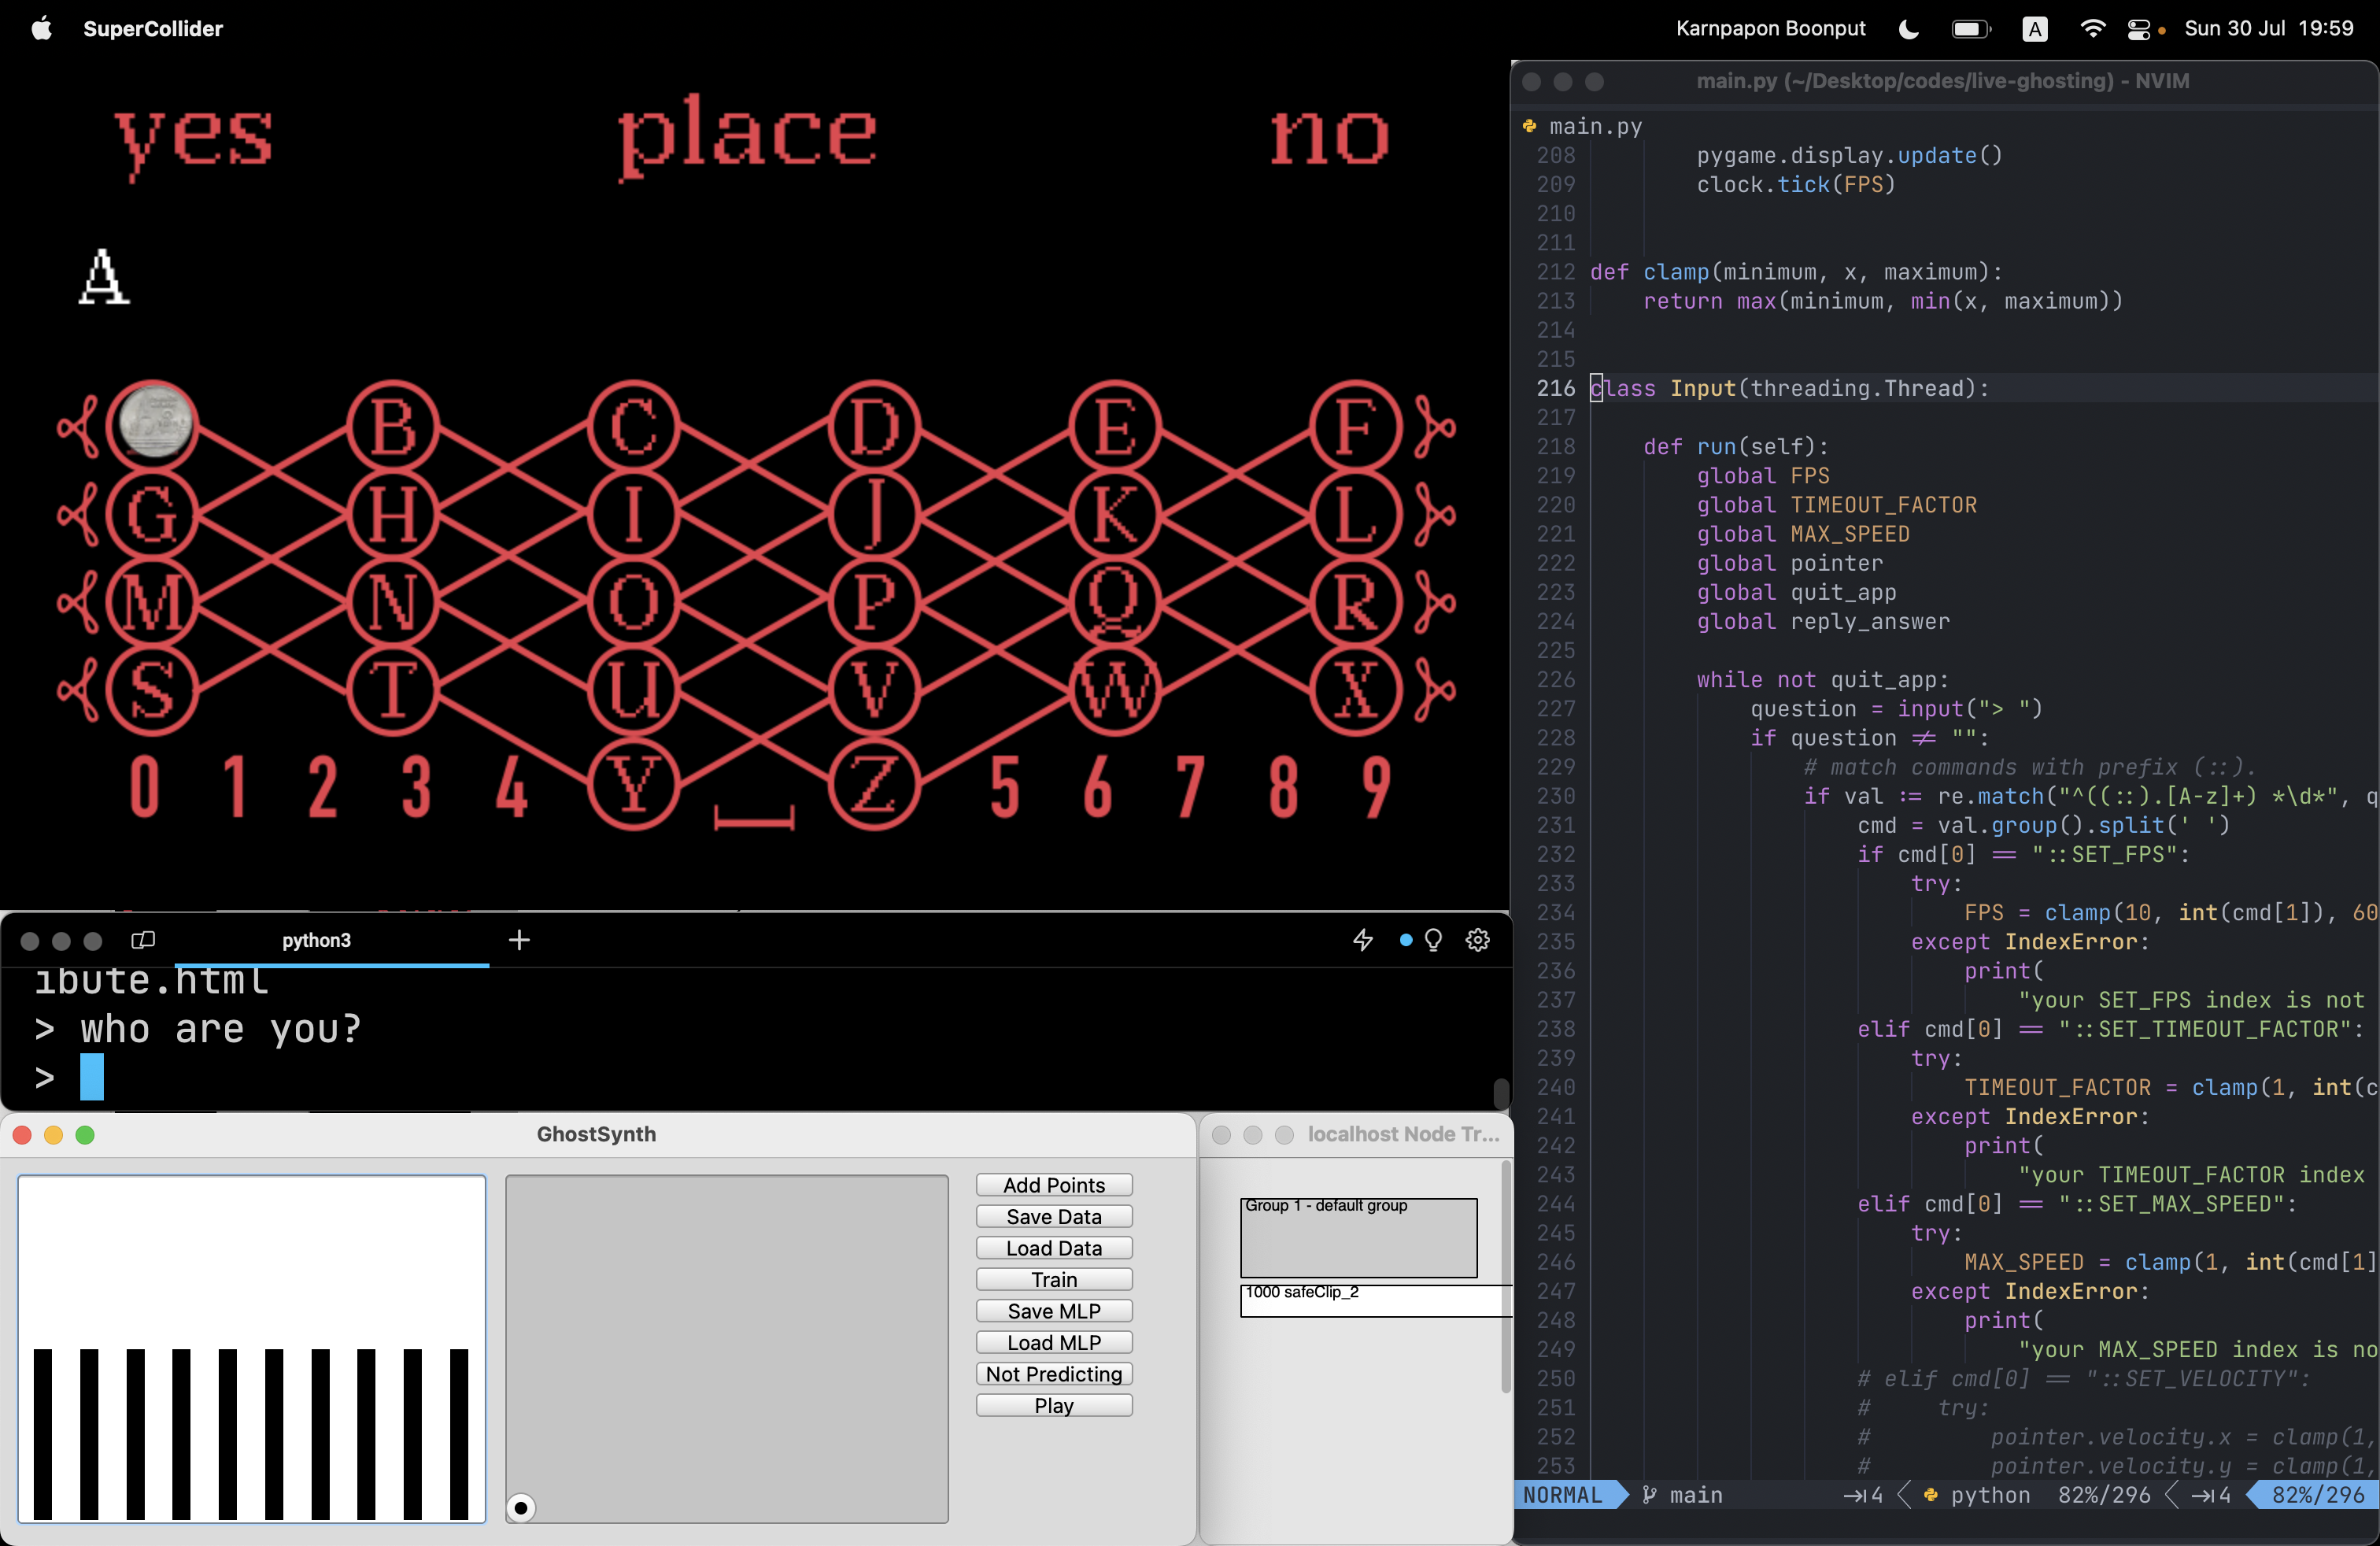 SuperCollider
Karnpapon Boonput
A
Sun 30 Jul 19:59
yes place no
A
B C D E F
G H I J K L
M N O P Q R
S T U V W X
0 1 2 3 4 Y Z 5 6 7 8 9
python3
ibute.html
> who are you?
>
GhostSynth
Add Points
Save Data
Load Data
Train
Save MLP
Load MLP
Not Predicting
Play
localhost Node Tr...
Group 1 - default group
1000 safeClip_2
main.py (~/Desktop/codes/live-ghosting) - NVIM
main.py
208 pygame.display.update()
209 clock.tick(FPS)
210
211
212 def clamp(minimum, x, maximum):
213 return max(minimum, min(x, maximum))
214
215
216 class Input(threading.Thread):
217
218 def run(self):
219 global FPS
220 global TIMEOUT_FACTOR
221 global MAX_SPEED
222 global pointer
223 global quit_app
224 global reply_answer
225
226 while not quit_app:
227 question = input("> ")
228 if question != "":
229 # match commands with prefix (::).
230 if val := re.match("^((::).[A-z]+) *\d*", q
231 cmd = val.group().split(' ')
232 if cmd[0] == "::SET_FPS":
233 try:
234 FPS = clamp(10, int(cmd[1]), 60
235 except IndexError:
236 print(
237 "your SET_FPS index is not
238 elif cmd[0] == "::SET_TIMEOUT_FACTOR":
239 try:
240 TIMEOUT_FACTOR = clamp(1, int(c
241 except IndexError:
242 print(
243 "your TIMEOUT_FACTOR index
244 elif cmd[0] == "::SET_MAX_SPEED":
245 try:
246 MAX_SPEED = clamp(1, int(cmd[1]
247 except IndexError:
248 print(
249 "your MAX_SPEED index is no
250 # elif cmd[0] == "::SET_VELOCITY":
251 # try:
252 # pointer.velocity.x = clamp(1,
253 # pointer.velocity.y = clamp(1,
NORMAL main 4 python 82%/296 4 82%/296